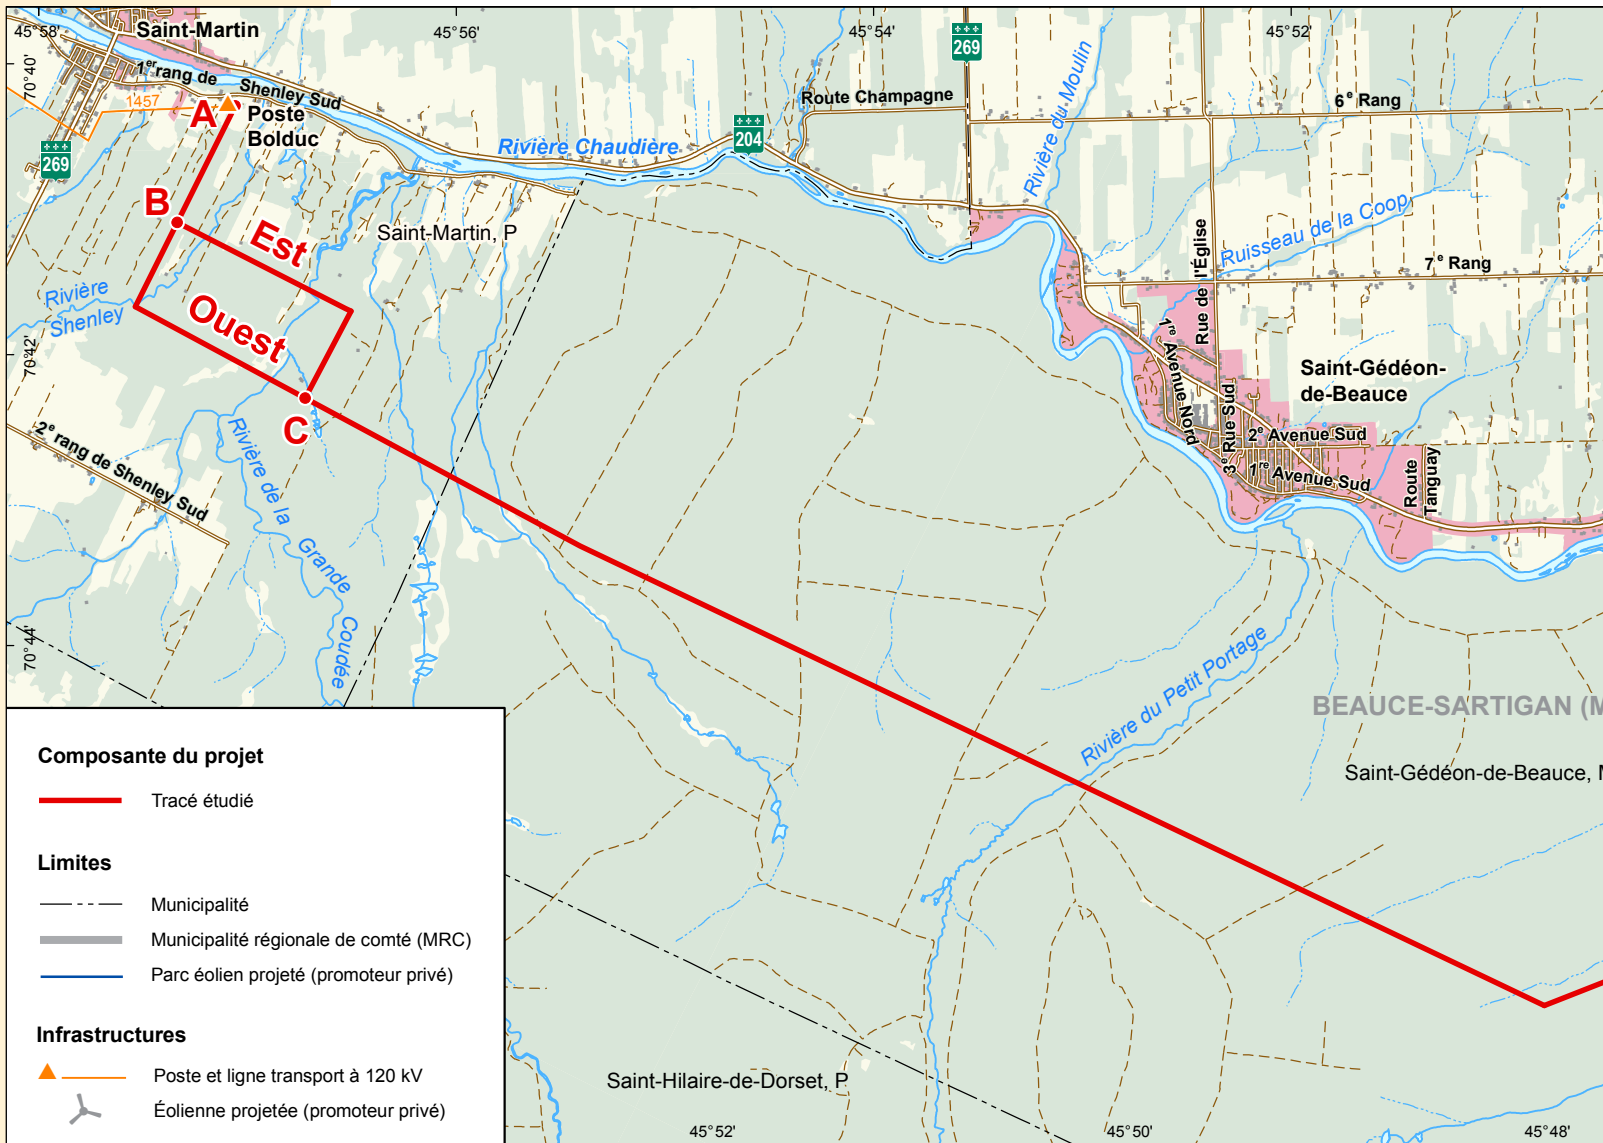 45°58'
Saint-Martin
45°56'
45°54'
269
45°52'
70°40'
1er rang de Shenley Sud
1457
A
Poste
Bolduc
Route Champagne
6e Rang
Rivière du Moulin
269
Rivière Chaudière
204
B
Est
Saint-Martin, P
Ruisseau de la Coop
Rue de l'Église
7e Rang
Rivière
Shenley
Ouest
70°42'
1re Avenue Nord
Saint-Gédéon-
de-Beauce
C
3e Rue Sud
2e Avenue Sud
1re Avenue Sud
Route
Tanguay
2e rang de Shenley Sud
Rivière de la Grande Coudée
70°44'
Rivière du Petit Portage
BEAUCE-SARTIGAN (M
Saint-Gédéon-de-Beauce, M
Composante du projet
Tracé étudié
Limites
Municipalité
Municipalité régionale de comté (MRC)
Parc éolien projeté (promoteur privé)
Infrastructures
Poste et ligne transport à 120 kV
Éolienne projetée (promoteur privé)
Saint-Hilaire-de-Dorset, P
45°52'
45°50'
45°48'